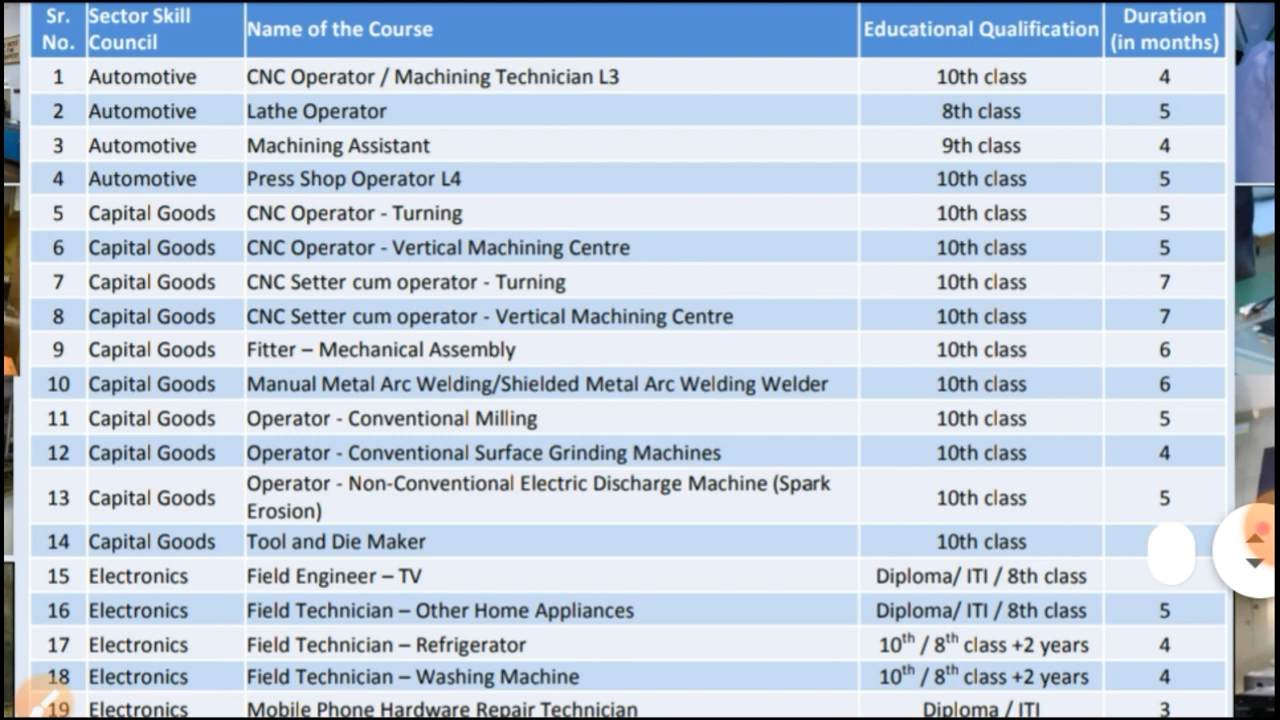 Sr. No. Sector Skill Council Name of the Course Educational Qualification Duration (in months)
1 Automotive CNC Operator / Machining Technician L3 10th class 4
2 Automotive Lathe Operator 8th class 5
3 Automotive Machining Assistant 9th class 4
4 Automotive Press Shop Operator L4 10th class 5
5 Capital Goods CNC Operator - Turning 10th class 5
6 Capital Goods CNC Operator - Vertical Machining Centre 10th class 5
7 Capital Goods CNC Setter cum operator - Turning 10th class 7
8 Capital Goods CNC Setter cum operator - Vertical Machining Centre 10th class 7
9 Capital Goods Fitter – Mechanical Assembly 10th class 6
10 Capital Goods Manual Metal Arc Welding/Shielded Metal Arc Welding Welder 10th class 6
11 Capital Goods Operator - Conventional Milling 10th class 5
12 Capital Goods Operator - Conventional Surface Grinding Machines 10th class 4
13 Capital Goods Operator - Non-Conventional Electric Discharge Machine (Spark Erosion) 10th class 5
14 Capital Goods Tool and Die Maker 10th class
15 Electronics Field Engineer – TV Diploma/ ITI / 8th class
16 Electronics Field Technician – Other Home Appliances Diploma/ ITI / 8th class 5
17 Electronics Field Technician – Refrigerator 10th / 8th class +2 years 4
18 Electronics Field Technician – Washing Machine 10th / 8th class +2 years 4
19 Electronics Mobile Phone Hardware Repair Technician Diploma / ITI 3